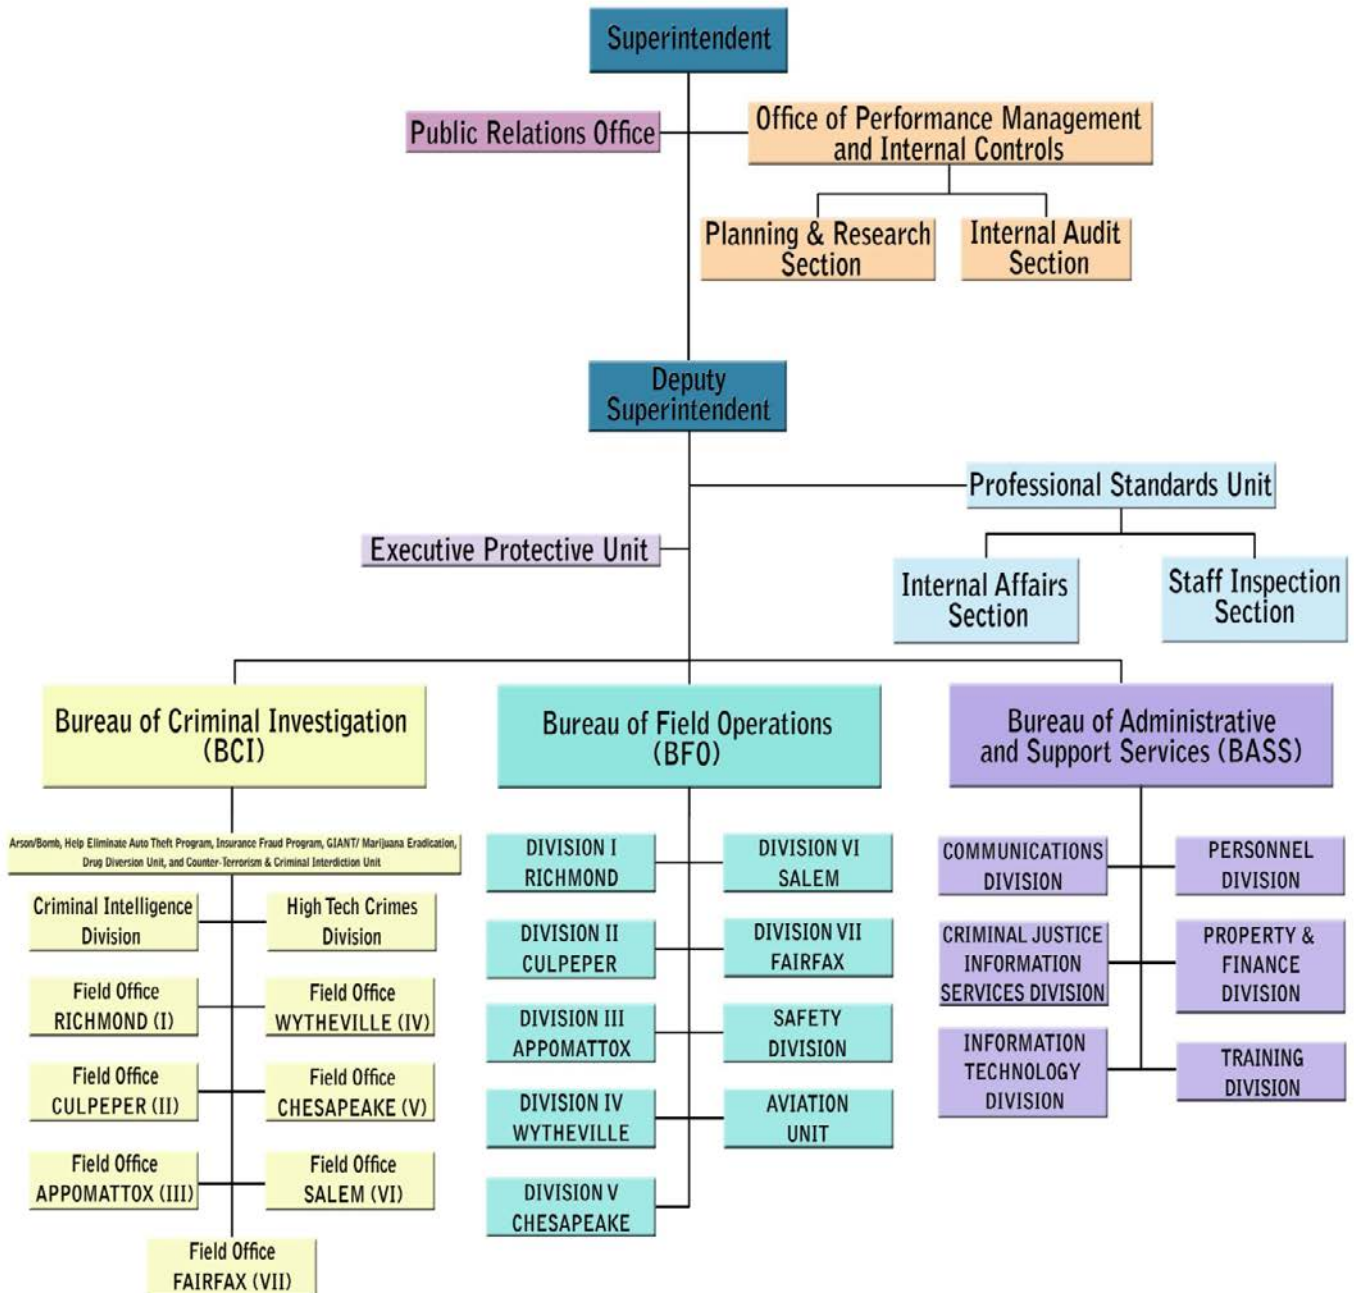 Superintendent
Public Relations Office
Office of Performance Management
and Internal Controls
Planning & Research
Section
Internal Audit
Section
Deputy
Superintendent
Professional Standards Unit
Executive Protective Unit
Internal Affairs
Section
Staff Inspection
Section
Bureau of Criminal Investigation
(BCI)
Arson/Bomb, Help Eliminate Auto Theft Program, Insurance Fraud Program, GIANT/ Marijuana Eradication,
Drug Diversion Unit, and Counter-Terrorism & Criminal Interdiction Unit
Criminal Intelligence
Division
High Tech Crimes
Division
Field Office
RICHMOND (I)
Field Office
WYTHEVILLE (IV)
Field Office
CULPEPER (II)
Field Office
CHESAPEAKE (V)
Field Office
APPOMATTOX (III)
Field Office
SALEM (VI)
Field Office
FAIRFAX (VII)
Bureau of Field Operations
(BFO)
DIVISION I
RICHMOND
DIVISION VI
SALEM
DIVISION II
CULPEPER
DIVISION VII
FAIRFAX
DIVISION III
APPOMATTOX
SAFETY
DIVISION
DIVISION IV
WYTHEVILLE
AVIATION
UNIT
DIVISION V
CHESAPEAKE
Bureau of Administrative
and Support Services (BASS)
COMMUNICATIONS
DIVISION
PERSONNEL
DIVISION
CRIMINAL JUSTICE
INFORMATION
SERVICES DIVISION
PROPERTY &
FINANCE
DIVISION
INFORMATION
TECHNOLOGY
DIVISION
TRAINING
DIVISION